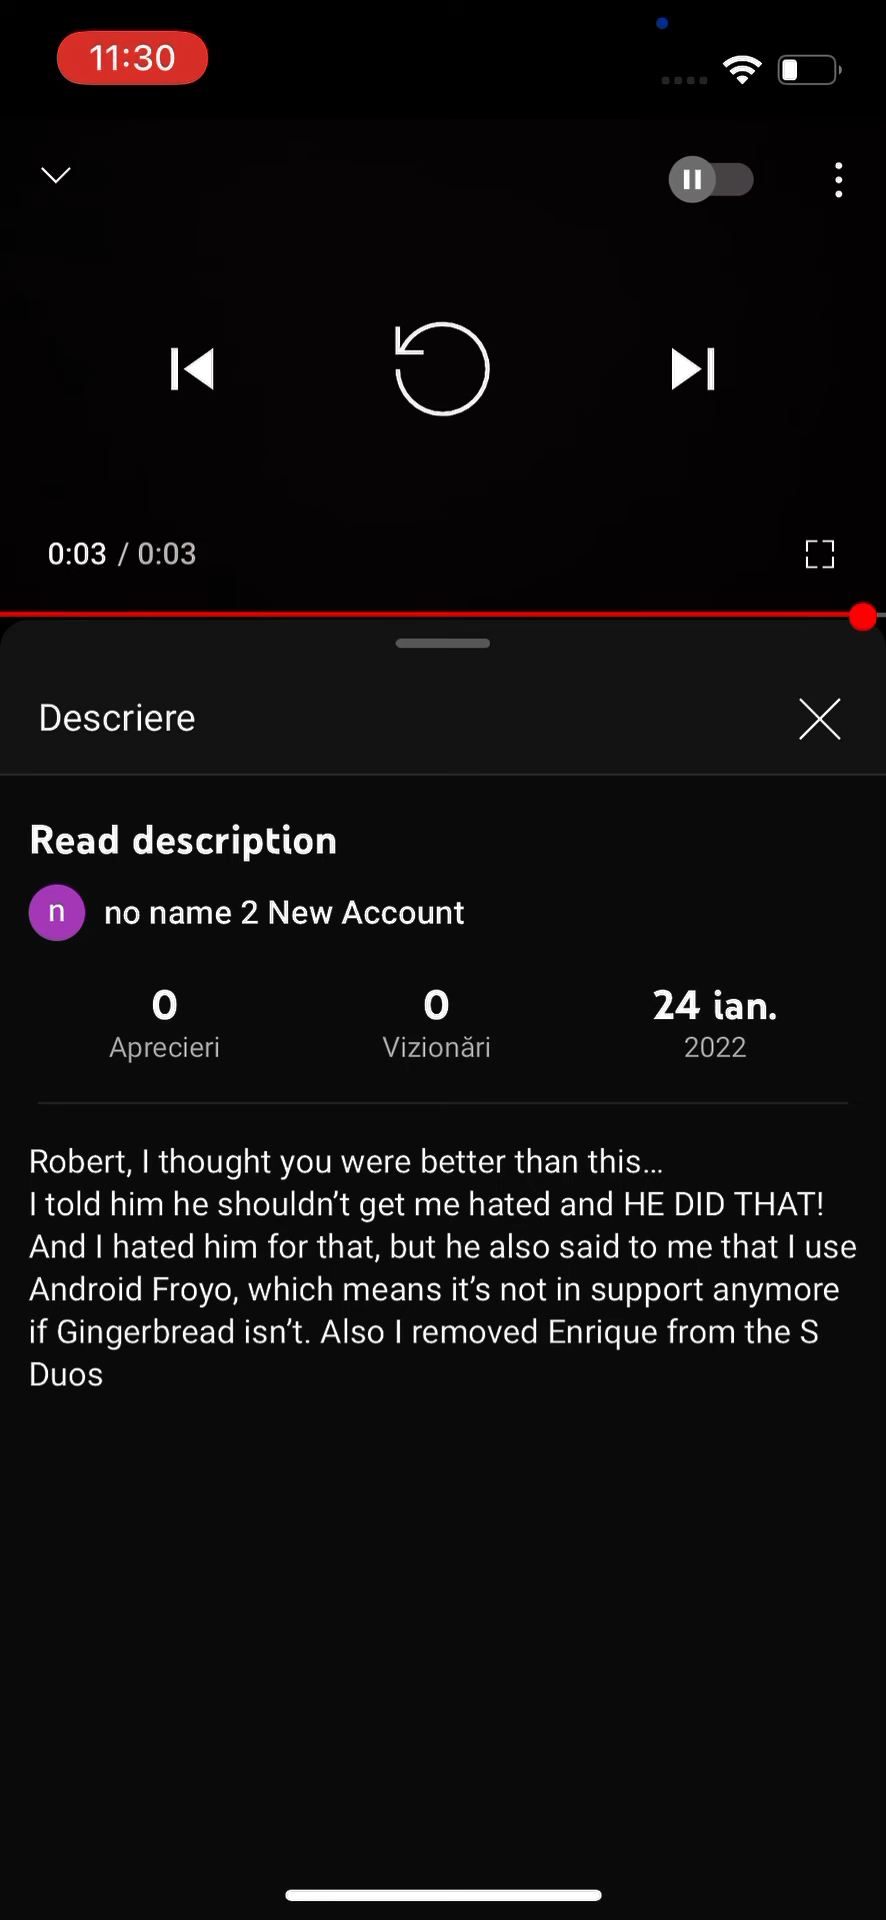 11:30
0:03 / 0:03
Descriere
Read description
n no name 2 New Account
0 0 24 ian.
Aprecieri Vizionări 2022
Robert, I thought you were better than this...
I told him he shouldn’t get me hated and HE DID THAT!
And I hated him for that, but he also said to me that I use
Android Froyo, which means it’s not in support anymore
if Gingerbread isn’t. Also I removed Enrique from the S
Duos